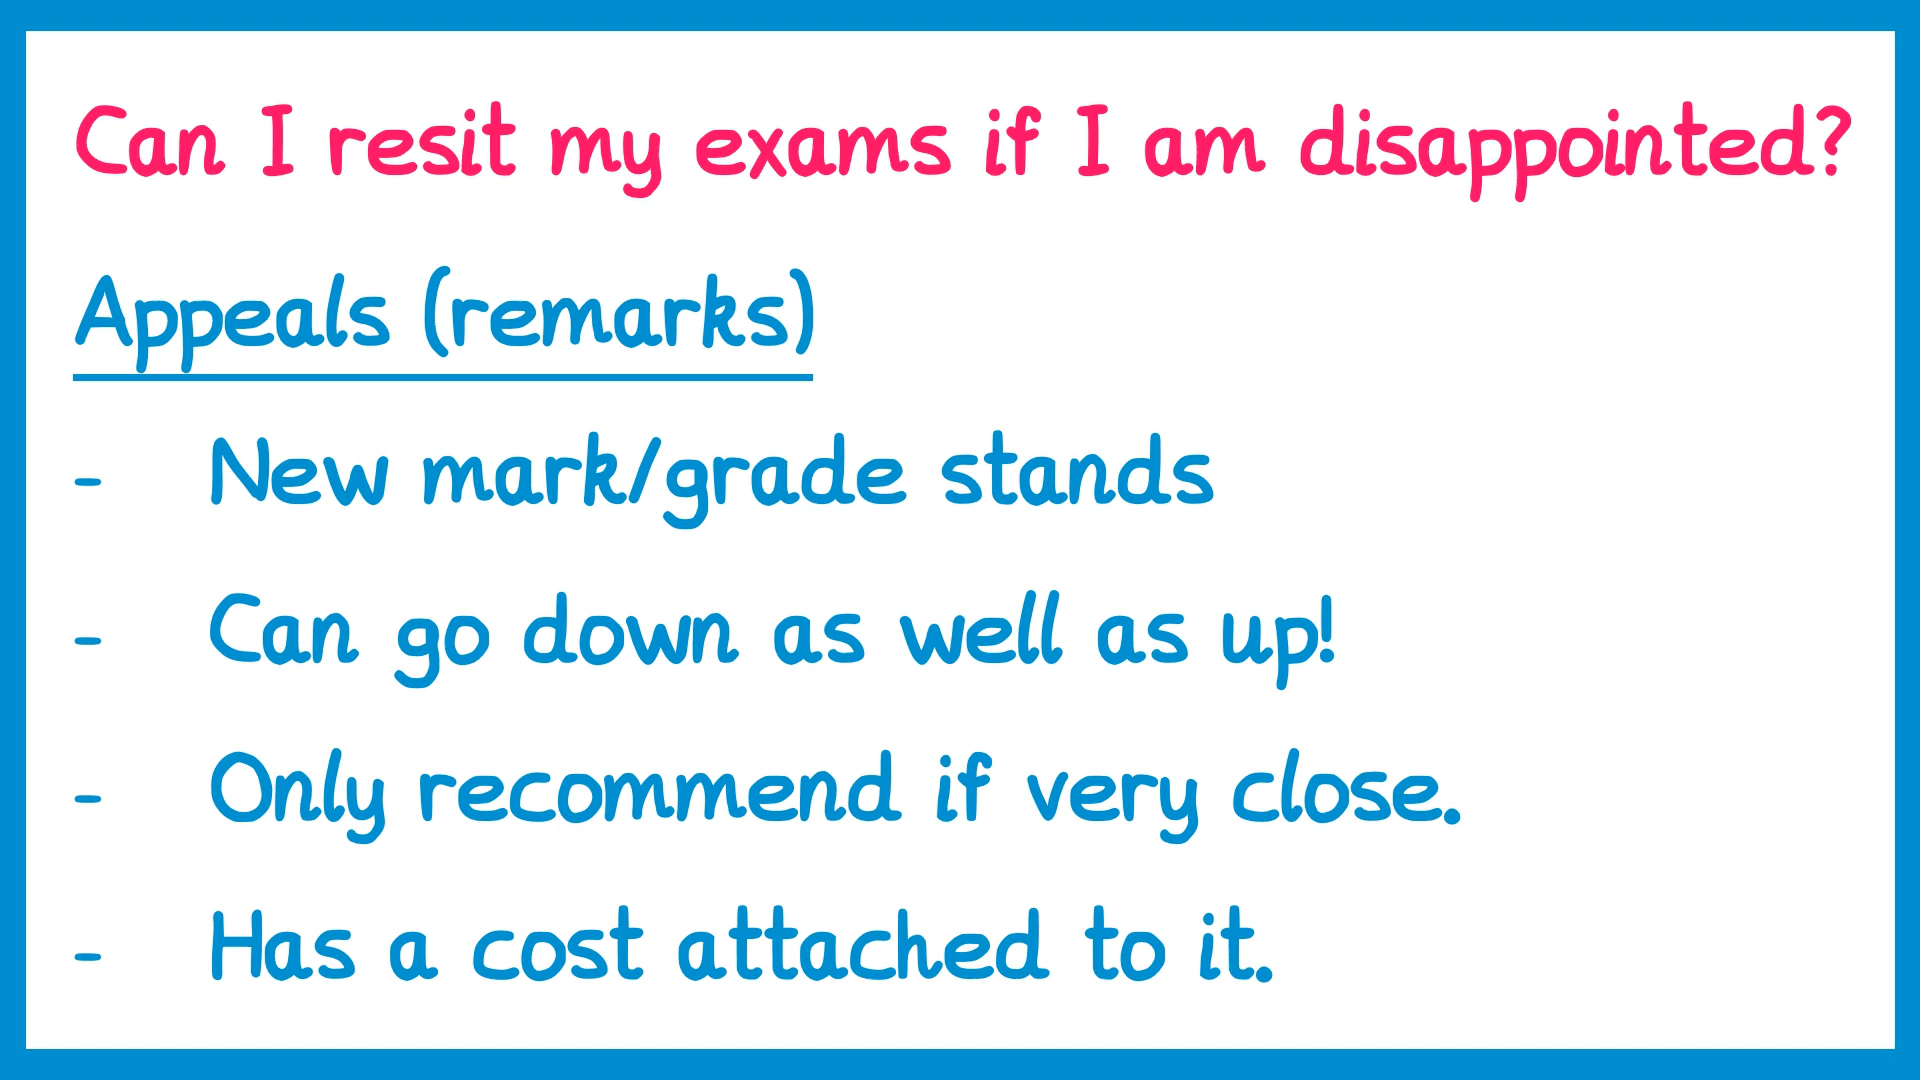 Can I resit my exams if I am disappointed?
Appeals (remarks)
- New mark/grade stands
- Can go down as well as up!
- Only recommend if very close.
- Has a cost attached to it.